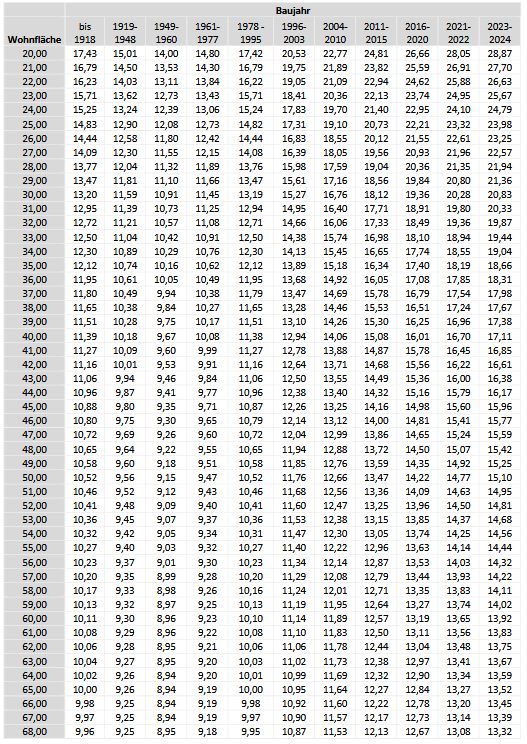 Baujahr
Wohnfläche bis 1918 1919-1948 1949-1960 1961-1977 1978 - 1995 1996-2003 2004-2010 2011-2015 2016-2020 2021-2022 2023-2024
20,00 17,43 15,01 14,00 14,80 17,42 20,53 22,77 24,81 26,66 28,05 28,87
21,00 16,79 14,50 13,53 14,30 16,79 19,75 21,89 23,82 25,59 26,91 27,70
22,00 16,23 14,03 13,11 13,84 16,22 19,05 21,09 22,94 24,62 25,88 26,63
23,00 15,71 13,62 12,73 13,43 15,71 18,41 20,36 22,13 23,74 24,95 25,67
24,00 15,25 13,24 12,39 13,06 15,24 17,83 19,70 21,40 22,95 24,10 24,79
25,00 14,83 12,90 12,08 12,73 14,82 17,31 19,10 20,73 22,21 23,32 23,98
26,00 14,44 12,58 11,80 12,42 14,44 16,83 18,55 20,12 21,55 22,61 23,25
27,00 14,09 12,30 11,55 12,15 14,08 16,39 18,05 19,56 20,93 21,96 22,57
28,00 13,77 12,04 11,32 11,89 13,76 15,98 17,59 19,04 20,36 21,35 21,94
29,00 13,47 11,81 11,10 11,66 13,47 15,61 17,16 18,56 19,84 20,80 21,36
30,00 13,20 11,59 10,91 11,45 13,19 15,27 16,76 18,12 19,36 20,28 20,83
31,00 12,95 11,39 10,73 11,25 12,94 14,95 16,40 17,71 18,91 19,80 20,33
32,00 12,72 11,21 10,57 11,08 12,71 14,66 16,06 17,33 18,49 19,36 19,87
33,00 12,50 11,04 10,42 10,91 12,50 14,38 15,74 16,98 18,10 18,94 19,44
34,00 12,30 10,89 10,29 10,76 12,30 14,13 15,45 16,65 17,74 18,55 19,04
35,00 12,12 10,74 10,16 10,62 12,12 13,89 15,18 16,34 17,40 18,19 18,66
36,00 11,95 10,61 10,05 10,49 11,95 13,68 14,92 16,05 17,08 17,85 18,31
37,00 11,80 10,49 9,94 10,38 11,79 13,47 14,69 15,78 16,79 17,54 17,98
38,00 11,65 10,38 9,84 10,27 11,65 13,28 14,46 15,53 16,51 17,24 17,67
39,00 11,51 10,28 9,75 10,17 11,51 13,10 14,26 15,30 16,25 16,96 17,38
40,00 11,39 10,18 9,67 10,08 11,38 12,94 14,06 15,08 16,01 16,70 17,11
41,00 11,27 10,09 9,60 9,99 11,27 12,78 13,88 14,87 15,78 16,45 16,85
42,00 11,16 10,01 9,53 9,91 11,16 12,64 13,71 14,68 15,56 16,22 16,61
43,00 11,06 9,94 9,46 9,84 11,06 12,50 13,55 14,49 15,36 16,00 16,38
44,00 10,96 9,87 9,41 9,77 10,96 12,38 13,40 14,32 15,16 15,79 16,17
45,00 10,88 9,80 9,35 9,71 10,87 12,26 13,25 14,16 14,98 15,60 15,96
46,00 10,80 9,75 9,30 9,65 10,79 12,14 13,12 14,00 14,81 15,41 15,77
47,00 10,72 9,69 9,26 9,60 10,72 12,04 12,99 13,86 14,65 15,24 15,59
48,00 10,65 9,64 9,22 9,55 10,65 11,94 12,88 13,72 14,50 15,07 15,42
49,00 10,58 9,60 9,18 9,51 10,58 11,85 12,76 13,59 14,35 14,92 15,25
50,00 10,52 9,56 9,15 9,47 10,52 11,76 12,66 13,47 14,22 14,77 15,10
51,00 10,46 9,52 9,12 9,43 10,46 11,68 12,56 13,36 14,09 14,63 14,95
52,00 10,41 9,48 9,09 9,40 10,41 11,60 12,47 13,25 13,96 14,50 14,81
53,00 10,36 9,45 9,07 9,37 10,36 11,53 12,38 13,15 13,85 14,37 14,68
54,00 10,32 9,42 9,05 9,34 10,31 11,47 12,30 13,05 13,74 14,25 14,56
55,00 10,27 9,40 9,03 9,32 10,27 11,40 12,22 12,96 13,63 14,14 14,44
56,00 10,23 9,37 9,01 9,30 10,23 11,34 12,14 12,87 13,53 14,03 14,32
57,00 10,20 9,35 8,99 9,28 10,20 11,29 12,08 12,79 13,44 13,93 14,22
58,00 10,17 9,33 8,98 9,26 10,16 11,24 12,01 12,71 13,35 13,83 14,11
59,00 10,13 9,32 8,97 9,25 10,13 11,19 11,95 12,64 13,27 13,74 14,02
60,00 10,11 9,30 8,96 9,23 10,10 11,14 11,89 12,57 13,19 13,65 13,92
61,00 10,08 9,29 8,96 9,22 10,08 11,10 11,83 12,50 13,11 13,56 13,83
62,00 10,06 9,28 8,95 9,21 10,06 11,06 11,78 12,44 13,04 13,48 13,75
63,00 10,04 9,27 8,95 9,20 10,03 11,02 11,73 12,38 12,97 13,41 13,67
64,00 10,02 9,26 8,94 9,20 10,01 10,99 11,69 12,32 12,90 13,34 13,59
65,00 10,00 9,26 8,94 9,19 10,00 10,95 11,64 12,27 12,84 13,27 13,52
66,00 9,98 9,25 8,94 9,19 9,98 10,92 11,60 12,22 12,78 13,20 13,45
67,00 9,97 9,25 8,94 9,19 9,97 10,90 11,57 12,17 12,73 13,14 13,39
68,00 9,96 9,25 8,95 9,18 9,95 10,87 11,53 12,12 12,67 13,08 13,32